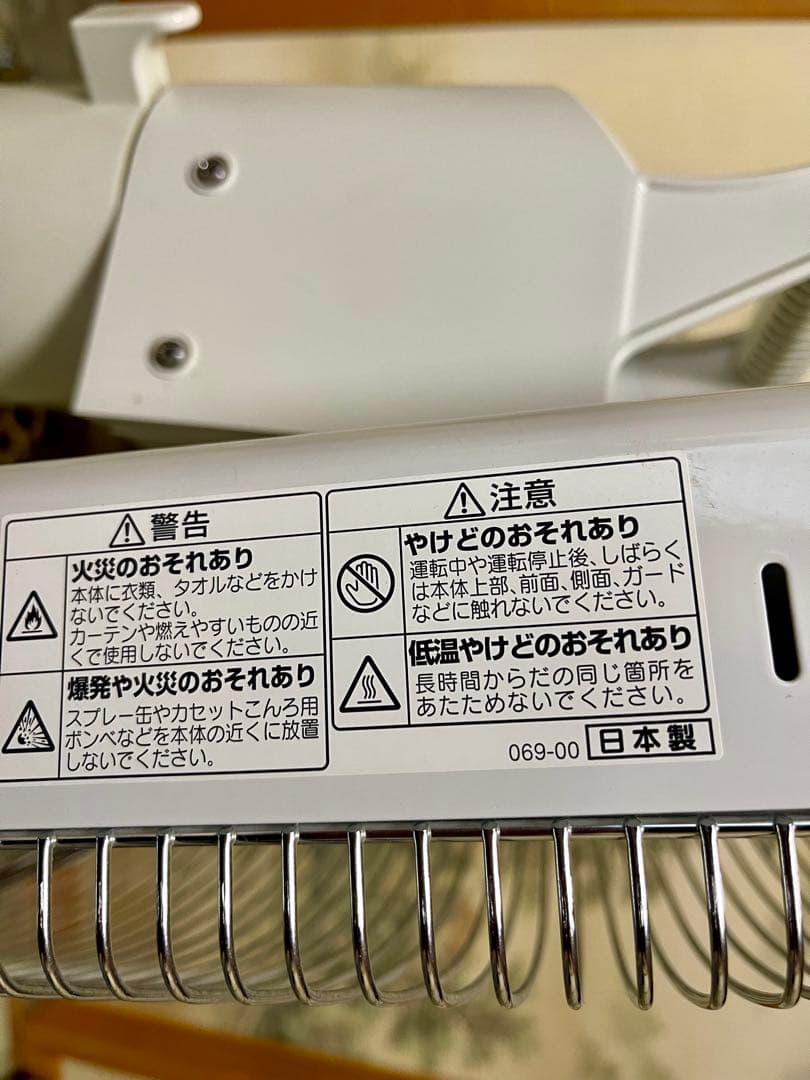 警告
火災のおそれあり
本体に衣類、タオルなどをかけ
ないでください。
カーテンや燃えやすいものの近
くで使用しないでください。
爆発や火災のおそれあり
スプレー缶やカセットこんろ用
ボンベなどを本体の近くに放置
しないでください。
注意
やけどのおそれあり
運転中や運転停止後、しばらく
は本体上部、前面、側面、ガード
などに触れないでください。
低温やけどのおそれあり
長時間からだの同じ箇所を
あたためないでください。
069-00 日本製